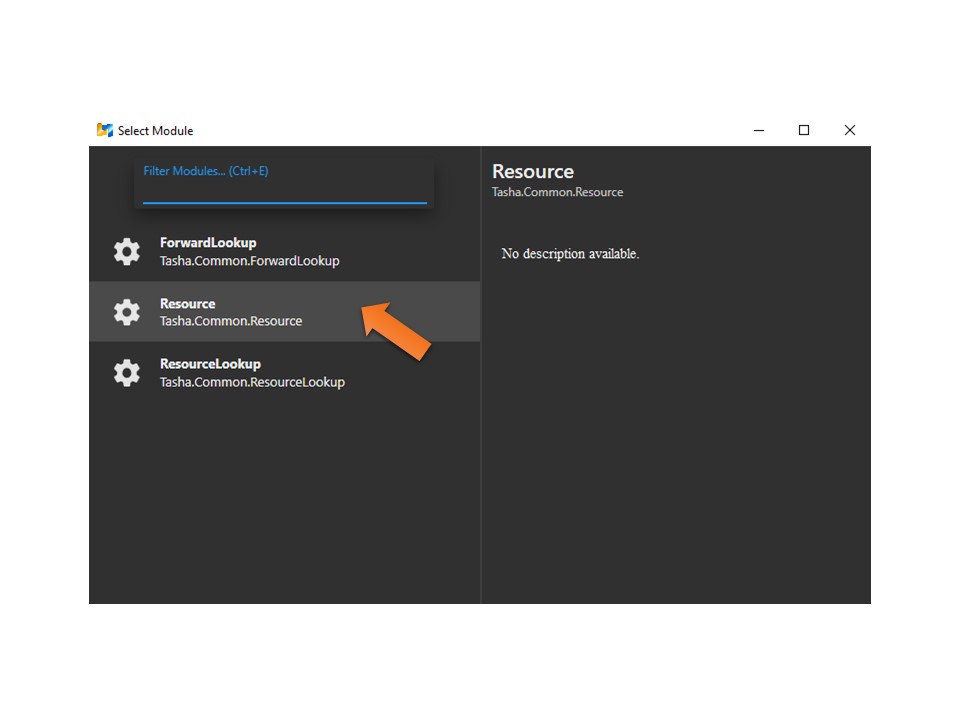 Select Module
Filter Modules... (Ctrl+E)
ForwardLookup
Tasha.Common.ForwardLookup
Resource
Tasha.Common.Resource
ResourceLookup
Tasha.Common.ResourceLookup
Resource
Tasha.Common.Resource
No description available.